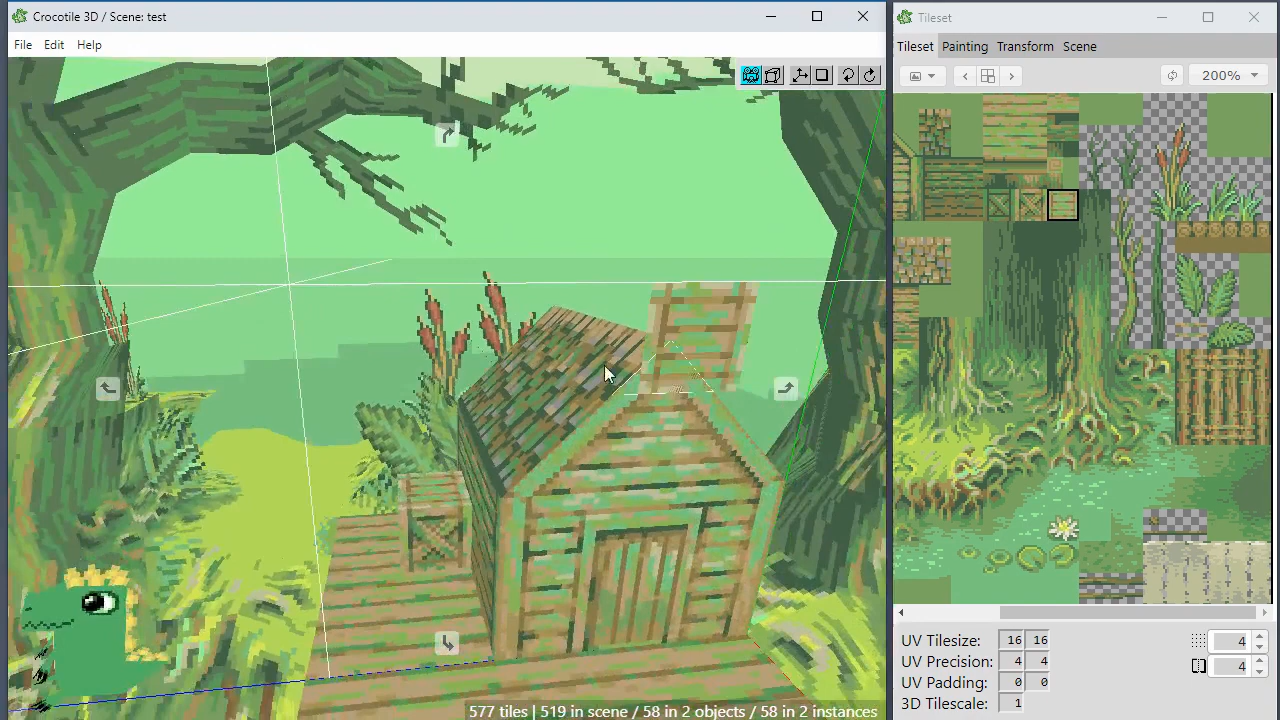 Crocotile 3D / Scene: test
File Edit Help
577 tiles | 519 in scene / 58 in 2 objects / 58 in 2 instances
Tileset
Tileset Painting Transform Scene
200%
UV Tilesize: 16 16
4
UV Precision: 4 4
4
UV Padding: 0 0
3D Tilescale: 1